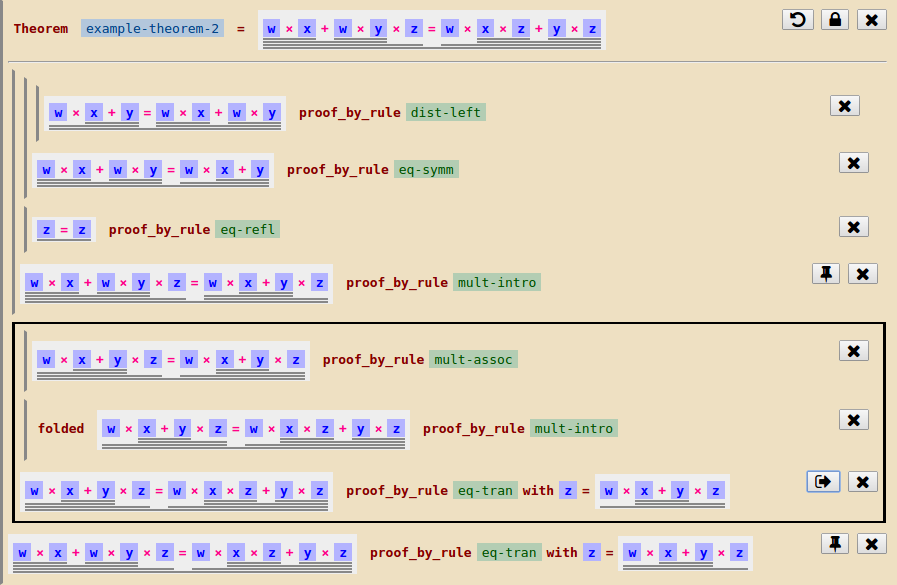 Theorem example-theorem-2 = w × x + w × y × z = w × x × z + y × z
w × x + y = w × x + w × y proof_by_rule dist-left
w × x + w × y = w × x + y proof_by_rule eq-symm
z = z proof_by_rule eq-refl
w × x + w × y × z = w × x + y × z proof_by_rule mult-intro
w × x + y × z = w × x + y × z proof_by_rule mult-assoc
folded w × x + y × z = w × x × z + y × z proof_by_rule mult-intro
w × x + y × z = w × x × z + y × z proof_by_rule eq-tran with z = w × x + y × z
w × x + w × y × z = w × x × z + y × z proof_by_rule eq-tran with z = w × x + y × z